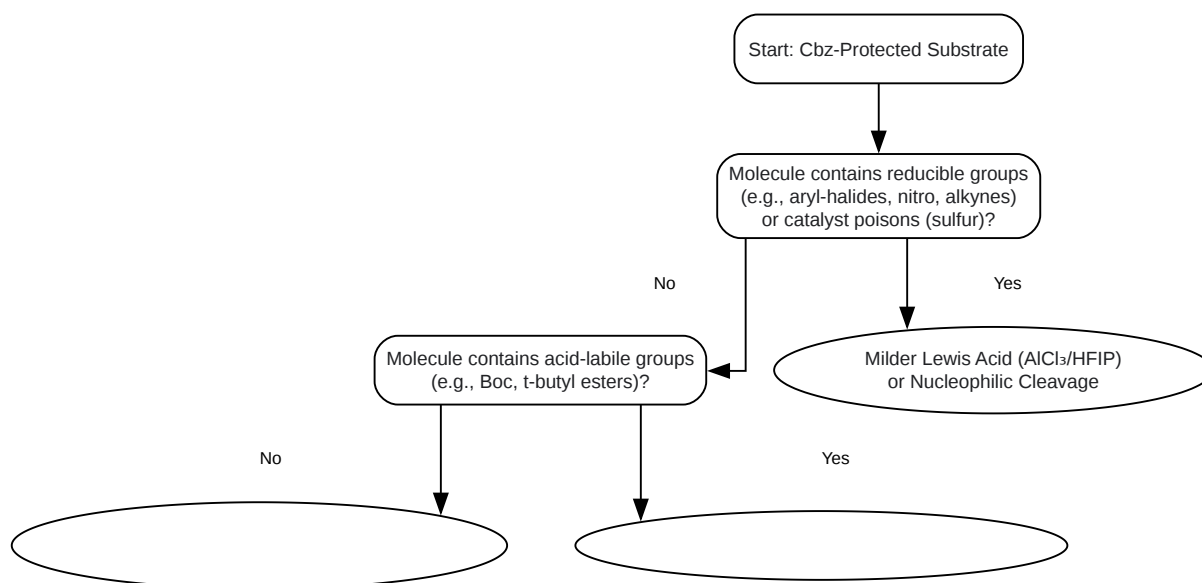 Start: Cbz-Protected Substrate
Molecule contains reducible groups
(e.g., aryl-halides, nitro, alkynes)
or catalyst poisons (sulfur)?
No
Yes
Molecule contains acid-labile groups
(e.g., Boc, t-butyl esters)?
Milder Lewis Acid (AlCl₃/HFIP)
or Nucleophilic Cleavage
No
Yes